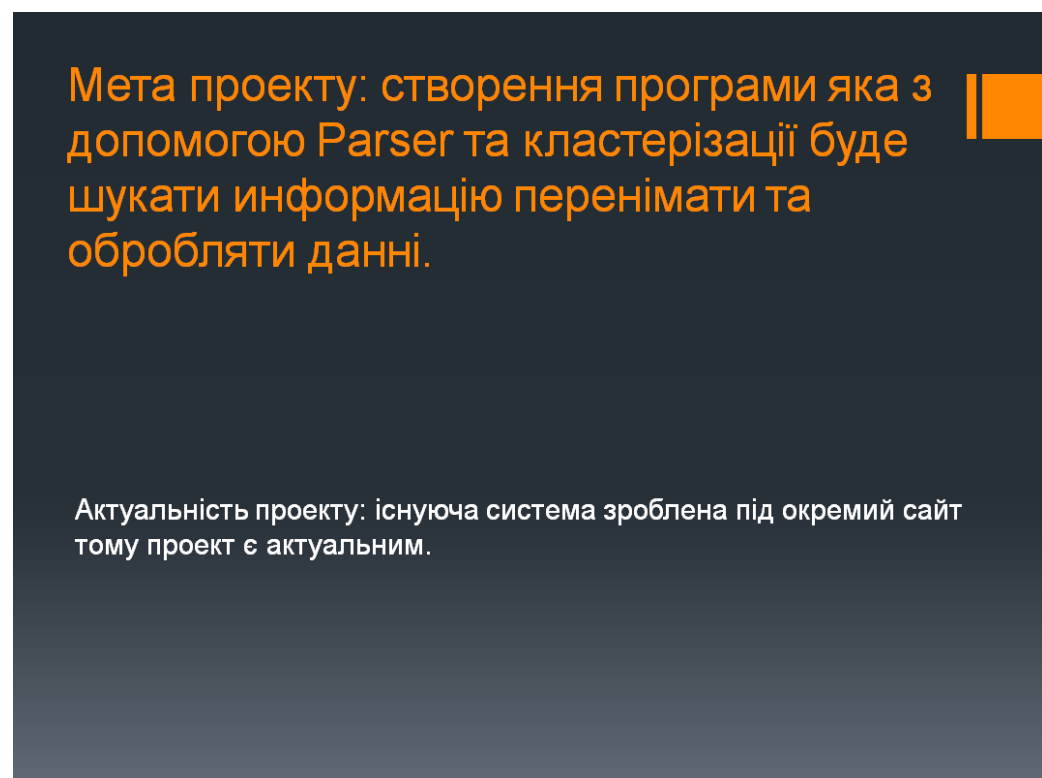 Мета проекту: створення програми яка з
допомогою Parser та кластерізації буде
шукати информацію перенімати та
обробляти данні.
Актуальність проекту: існуюча система зроблена під окремий сайт
тому проект є актуальним.